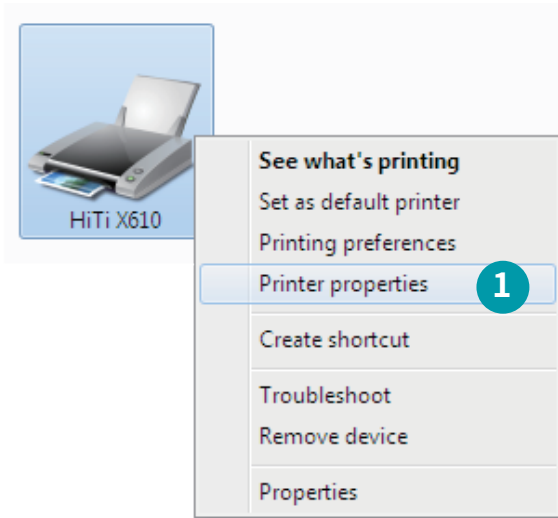 HiTi X610
See what's printing
Set as default printer
Printing preferences
Printer properties 1
Create shortcut
Troubleshoot
Remove device
Properties